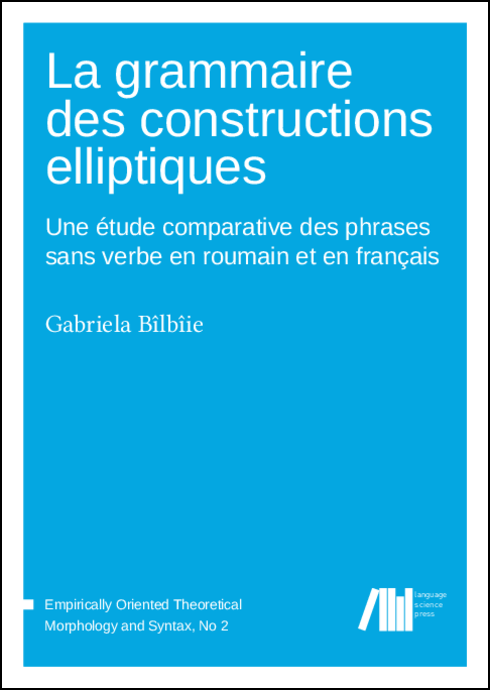 La grammaire
des constructions
elliptiques
Une étude comparative des phrases
sans verbe en roumain et en français
Gabriela Bîlbîie
Empirically Oriented Theoretical
Morphology and Syntax, No 2
language
science
press